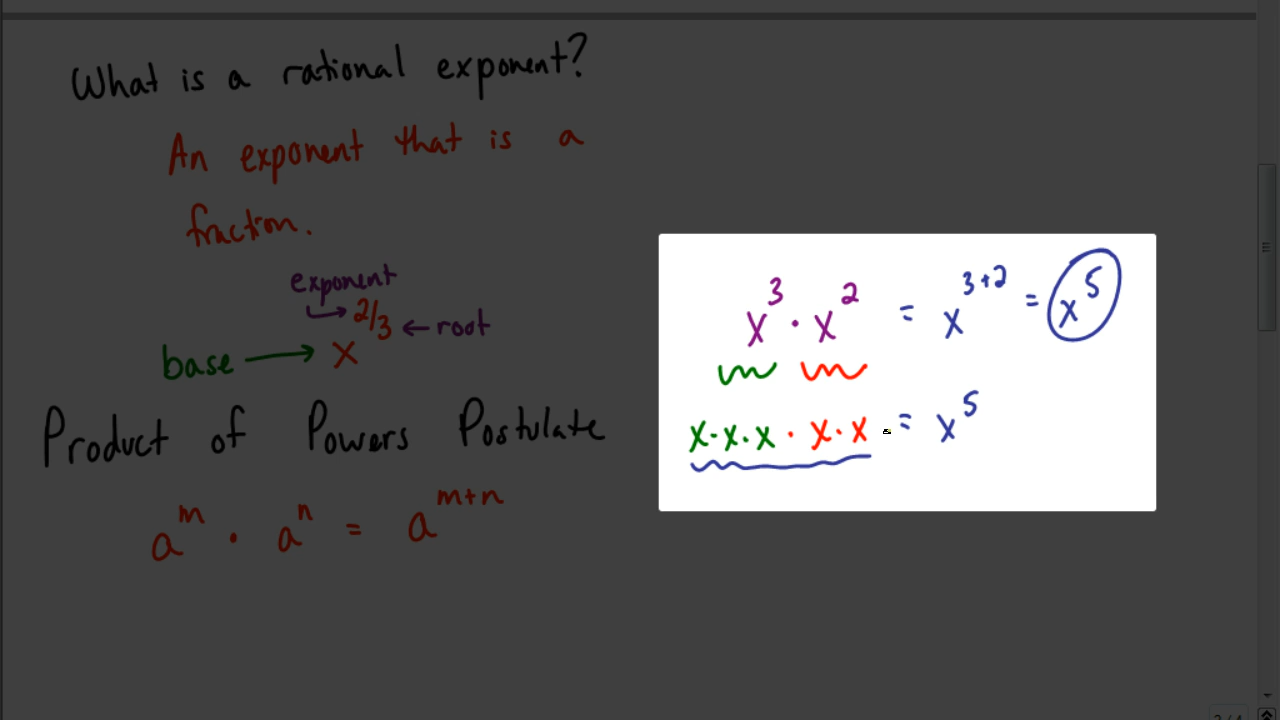 What is a rational exponent?
An exponent that is a
fraction.
exponent
base → x^2/3 ← root
Product of Powers Postulate
a^m · a^n = a^m+n
x^3 · x^2 = x^3+2 = x^5
x·x·x · x·x = x^5